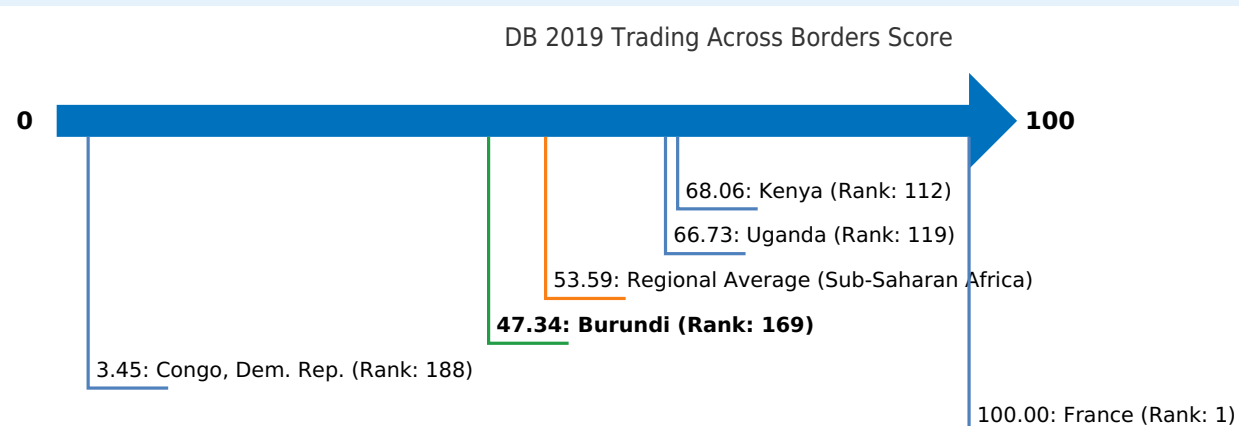 DB 2019 Trading Across Borders Score
0
100
68.06: Kenya (Rank: 112)
66.73: Uganda (Rank: 119)
53.59: Regional Average (Sub-Saharan Africa)
47.34: Burundi (Rank: 169)
3.45: Congo, Dem. Rep. (Rank: 188)
100.00: France (Rank: 1)